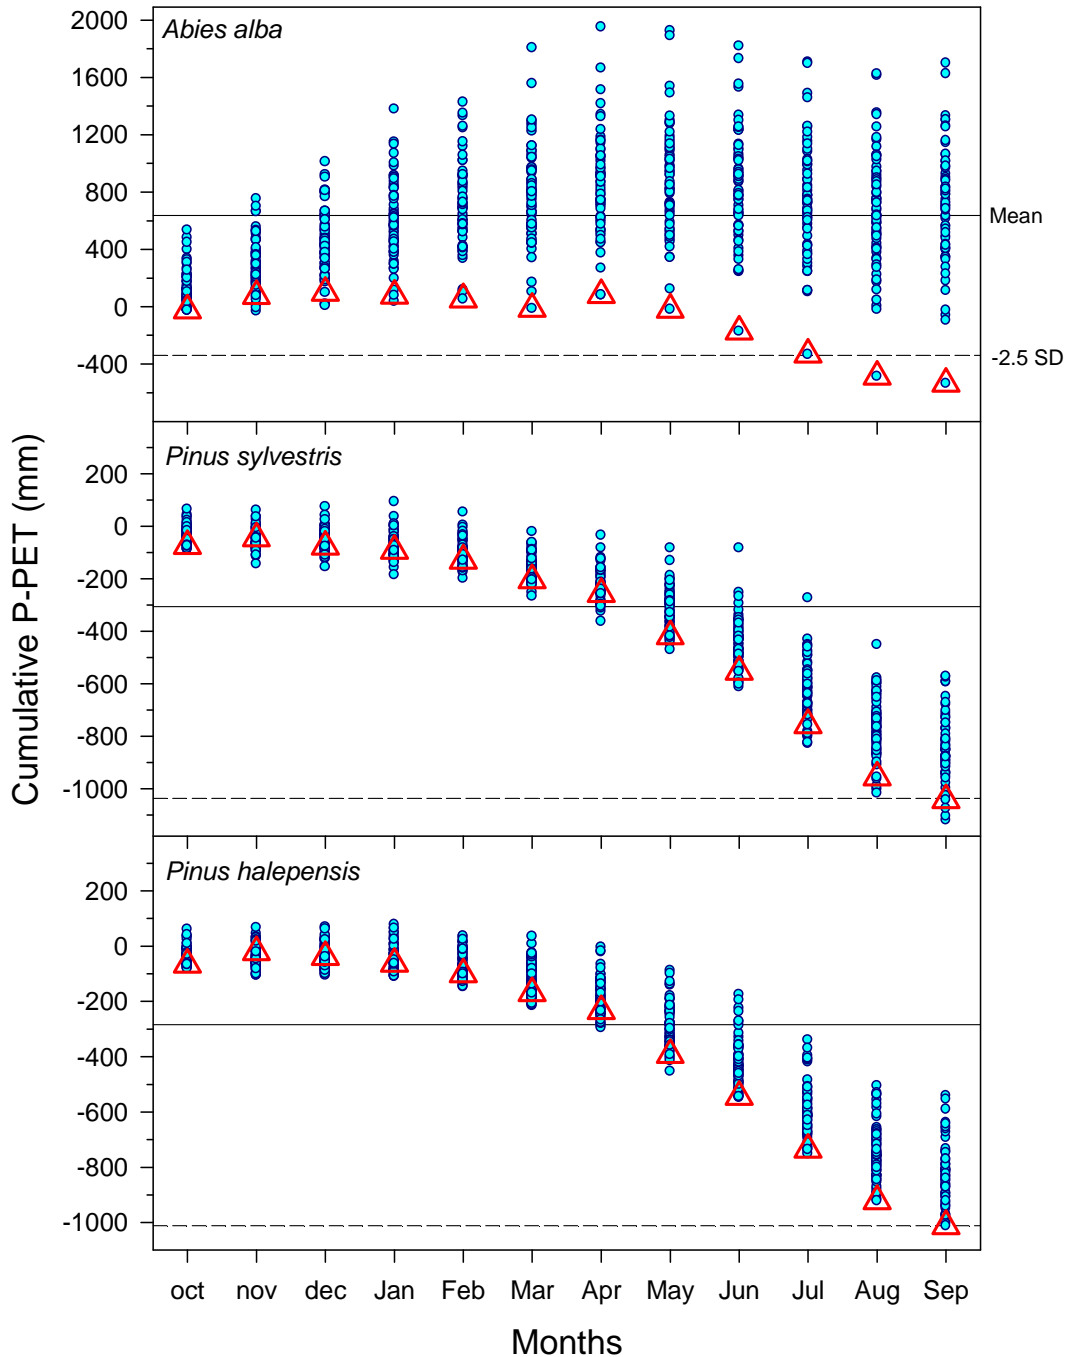 Abies alba
2000
1600
1200
800
400
0
-400
Mean
-2.5 SD
Pinus sylvestris
200
0
-200
-400
-600
-800
-1000
Pinus halepensis
200
0
-200
-400
-600
-800
-1000
Cumulative P-PET (mm)
oct nov dec Jan Feb Mar Apr May Jun Jul Aug Sep
Months